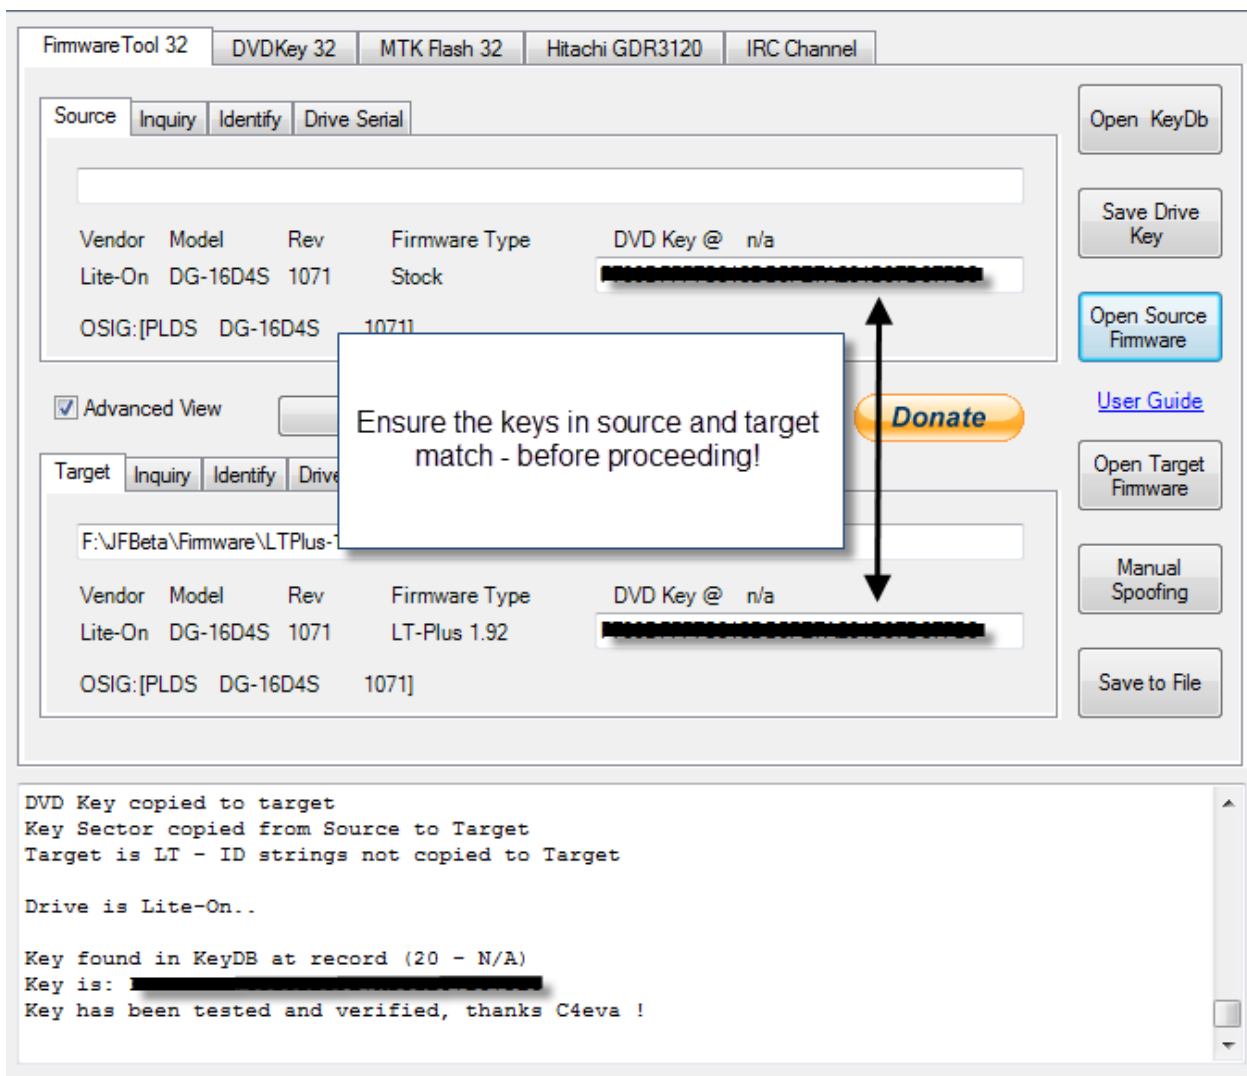 FirmwareTool 32 DVDKey 32 MTK Flash 32 Hitachi GDR3120 IRC Channel
Source Inquiry Identify Drive Serial
Open KeyDb
Save Drive
Key
Vendor Model Rev Firmware Type DVD Key @ n/a
Lite-On DG-16D4S 1071 Stock
OSIG:[PLDS DG-16D4S 1071]
Open Source
Firmware
Ensure the keys in source and target
match - before proceeding!
Advanced View
Donate
User Guide
Target Inquiry Identify Drive
Open Target
Firmware
F:\JFBeta\Firmware\LTPlus-
Vendor Model Rev Firmware Type DVD Key @ n/a
Lite-On DG-16D4S 1071 LT-Plus 1.92
Manual
Spoofing
OSIG:[PLDS DG-16D4S 1071]
Save to File
DVD Key copied to target
Key Sector copied from Source to Target
Target is LT - ID strings not copied to Target
Drive is Lite-On..
Key found in KeyDB at record (20 - N/A)
Key is:
Key has been tested and verified, thanks C4eva !